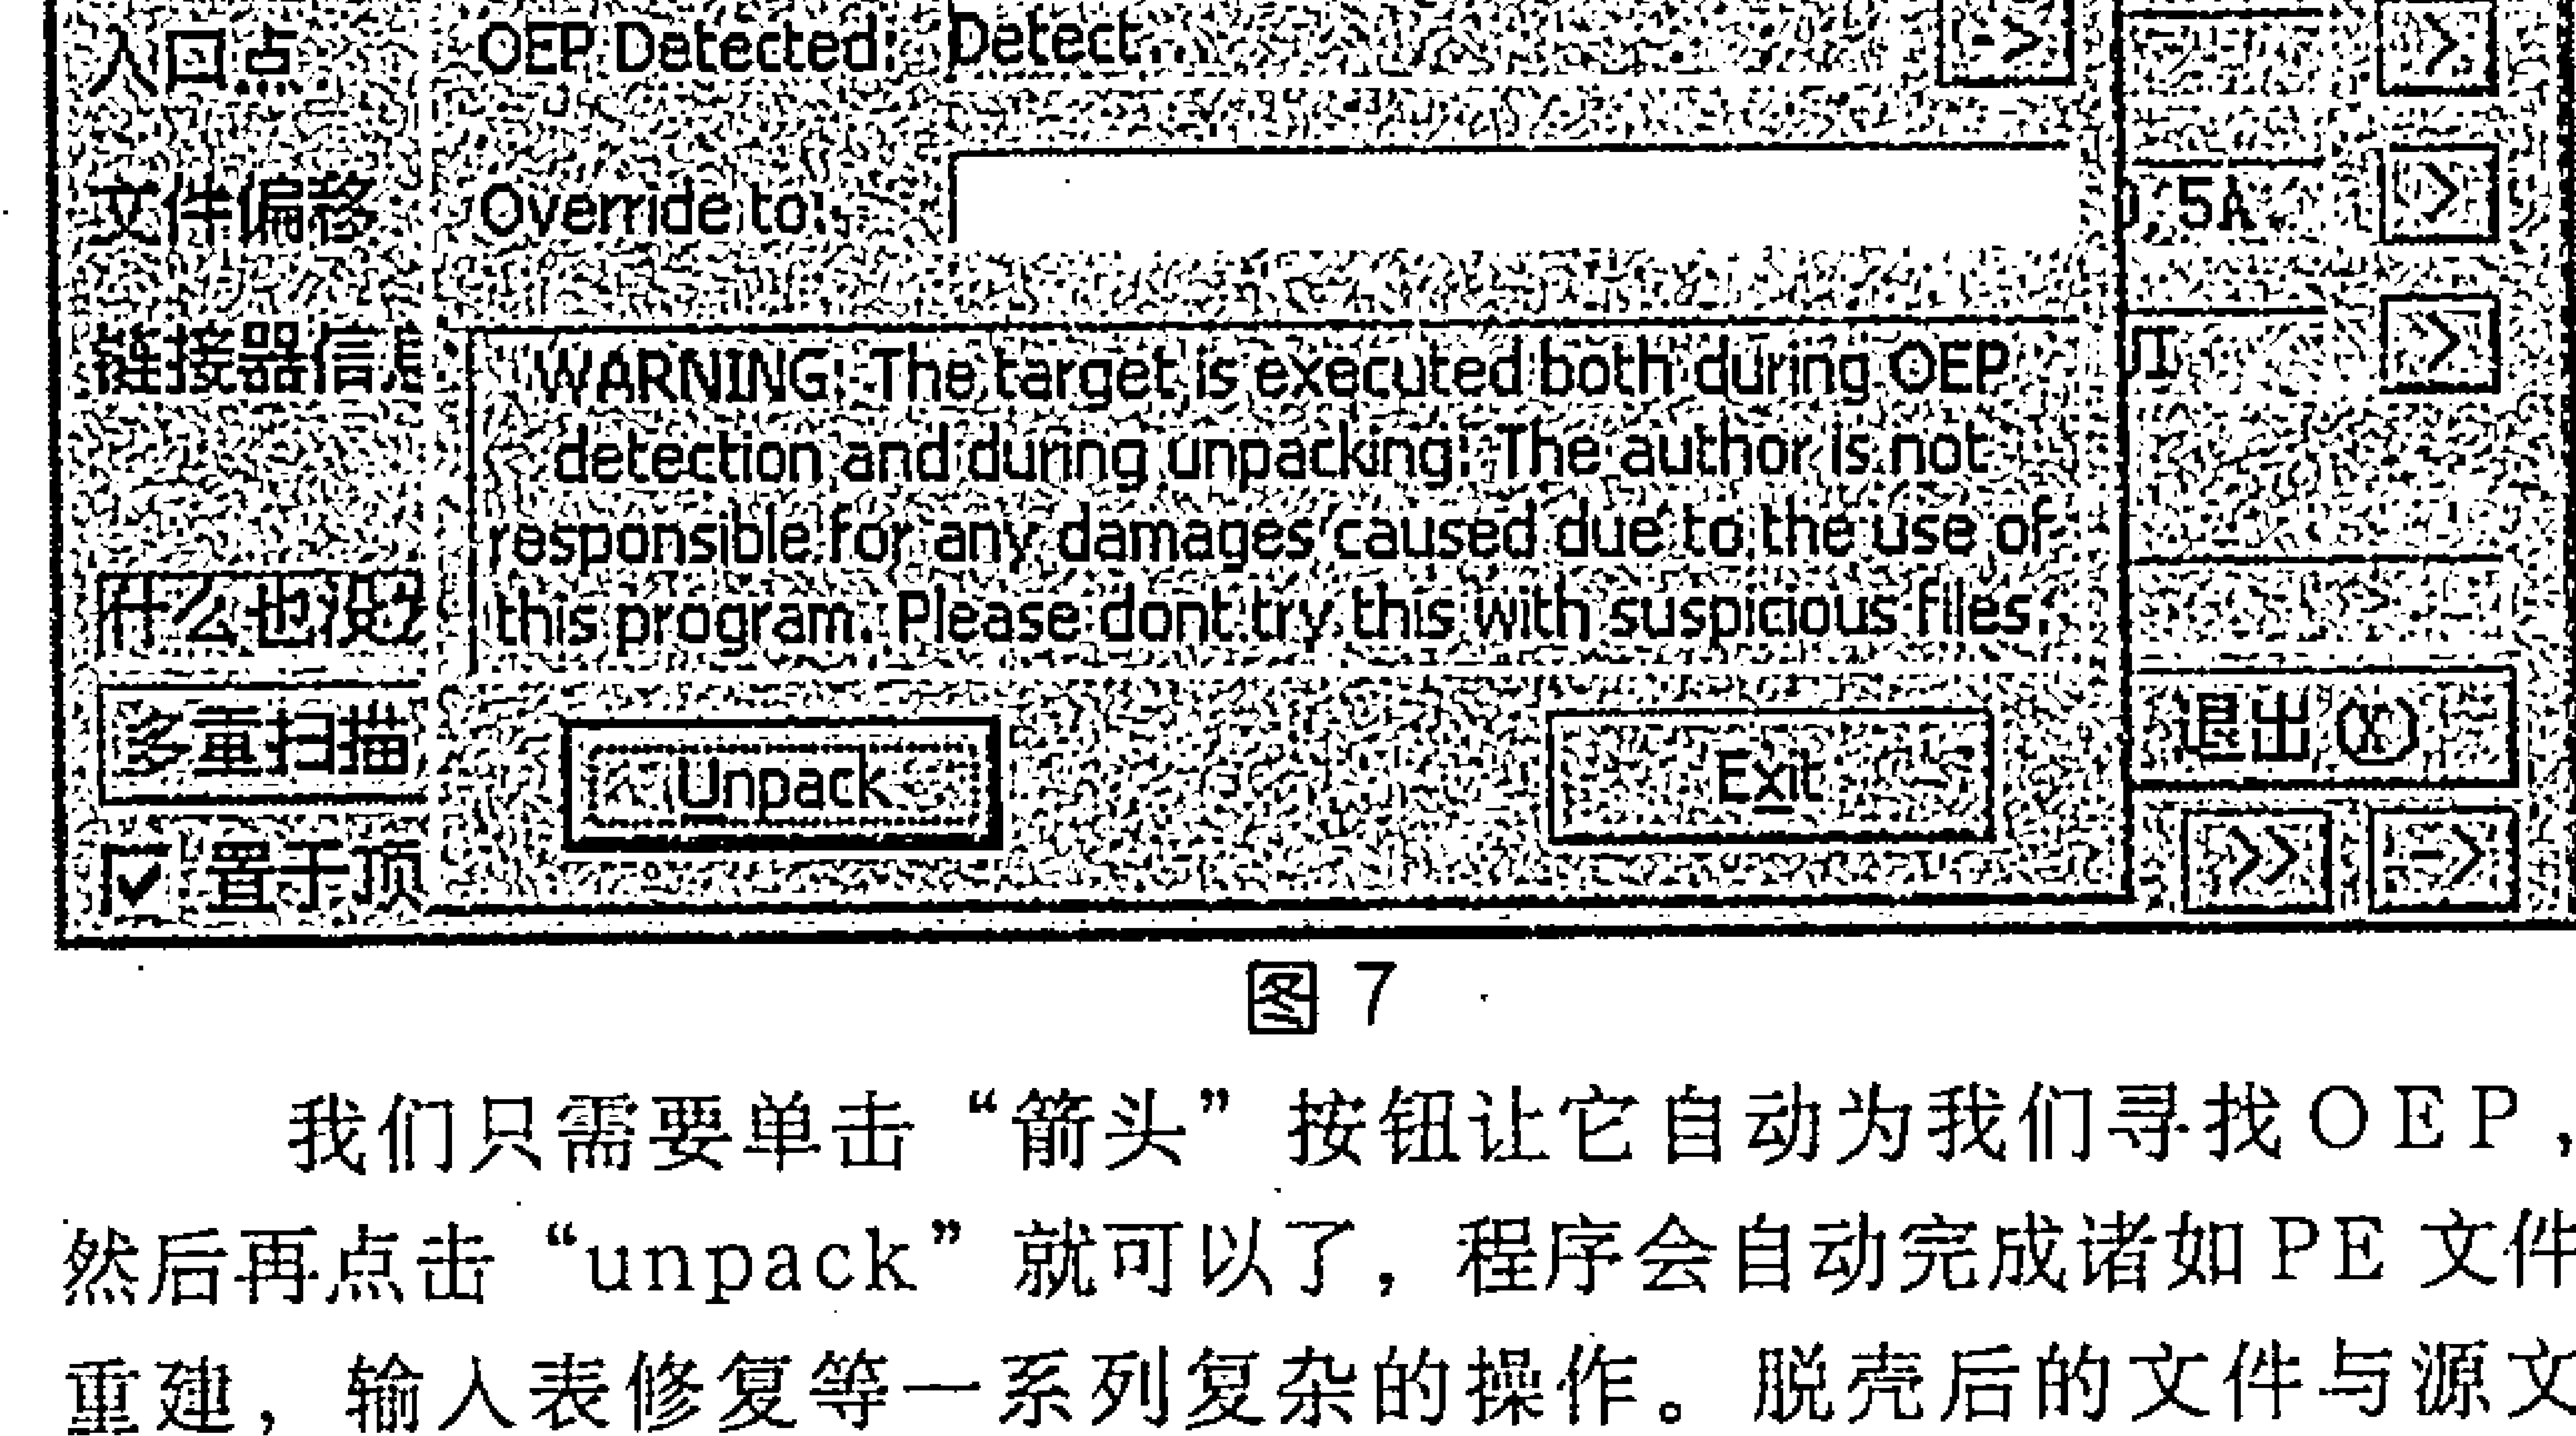 入口点 OEP Detected: Detect... -> >
文件偏移 Override to: 0,5A >
链接器信息 >
WARNING: The target is executed both during OEP
detection and during unpacking! The author is not
responsible for any damages caused due to the use of
this program. Please dont try this with suspicious files.
什么也没
多重扫描 Unpack Exit 退出(X)
置于顶 >> ->
图 7
我们只需要单击“箭头”按钮让它自动为我们寻找OEP,
然后再点击“unpack”就可以了，程序会自动完成诸如PE 文件
重建，输入表修复等一系列复杂的操作。脱壳后的文件与源文